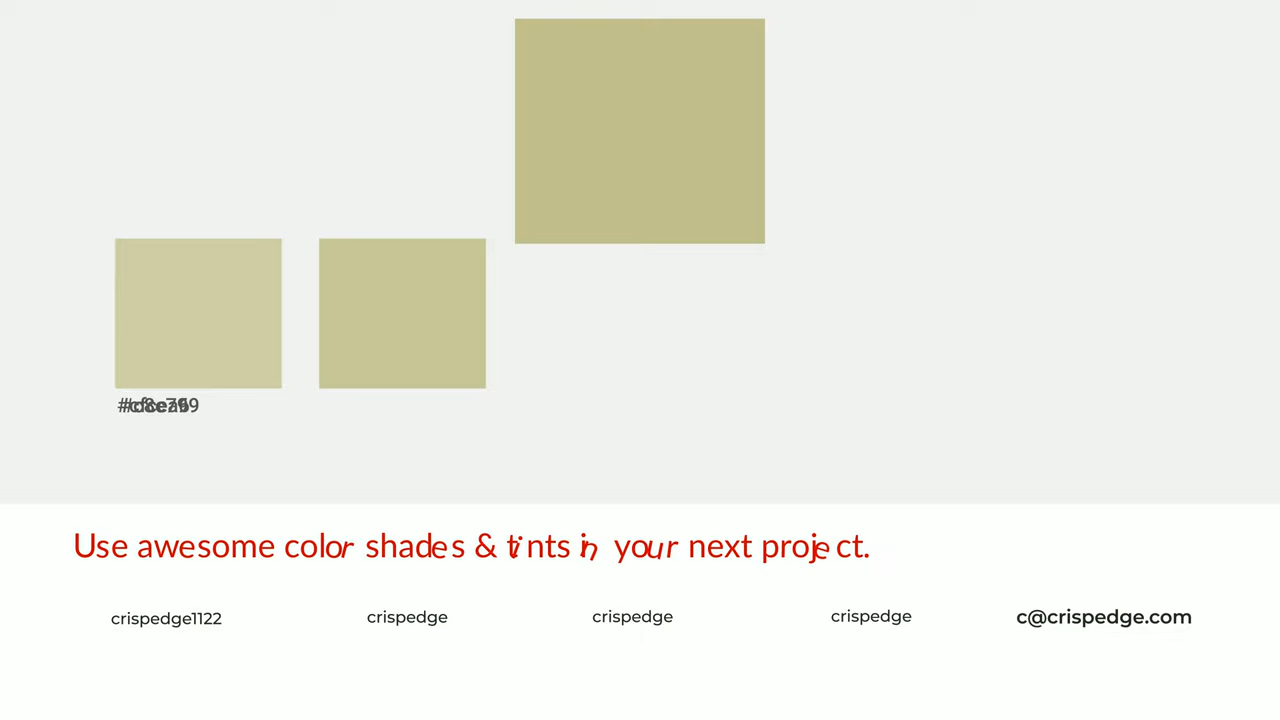 Use awesome color shades & tints in your next project.
crispedge1122 crispedge crispedge crispedge c@crispedge.com